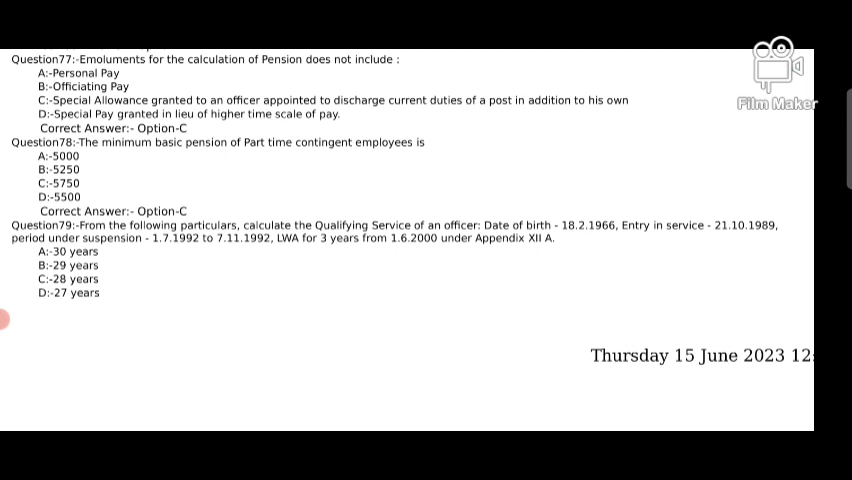 Question77:-Emoluments for the calculation of Pension does not include :
A:-Personal Pay
B:-Officiating Pay
C:-Special Allowance granted to an officer appointed to discharge current duties of a post in addition to his own
D:-Special Pay granted in lieu of higher time scale of pay.
Correct Answer:- Option-C
Question78:-The minimum basic pension of Part time contingent employees is
A:-5000
B:-5250
C:-5750
D:-5500
Correct Answer:- Option-C
Question79:-From the following particulars, calculate the Qualifying Service of an officer: Date of birth - 18.2.1966, Entry in service - 21.10.1989,
period under suspension - 1.7.1992 to 7.11.1992, LWA for 3 years from 1.6.2000 under Appendix XII A.
A:-30 years
B:-29 years
C:-28 years
D:-27 years
Thursday 15 June 2023 12:
Film Maker